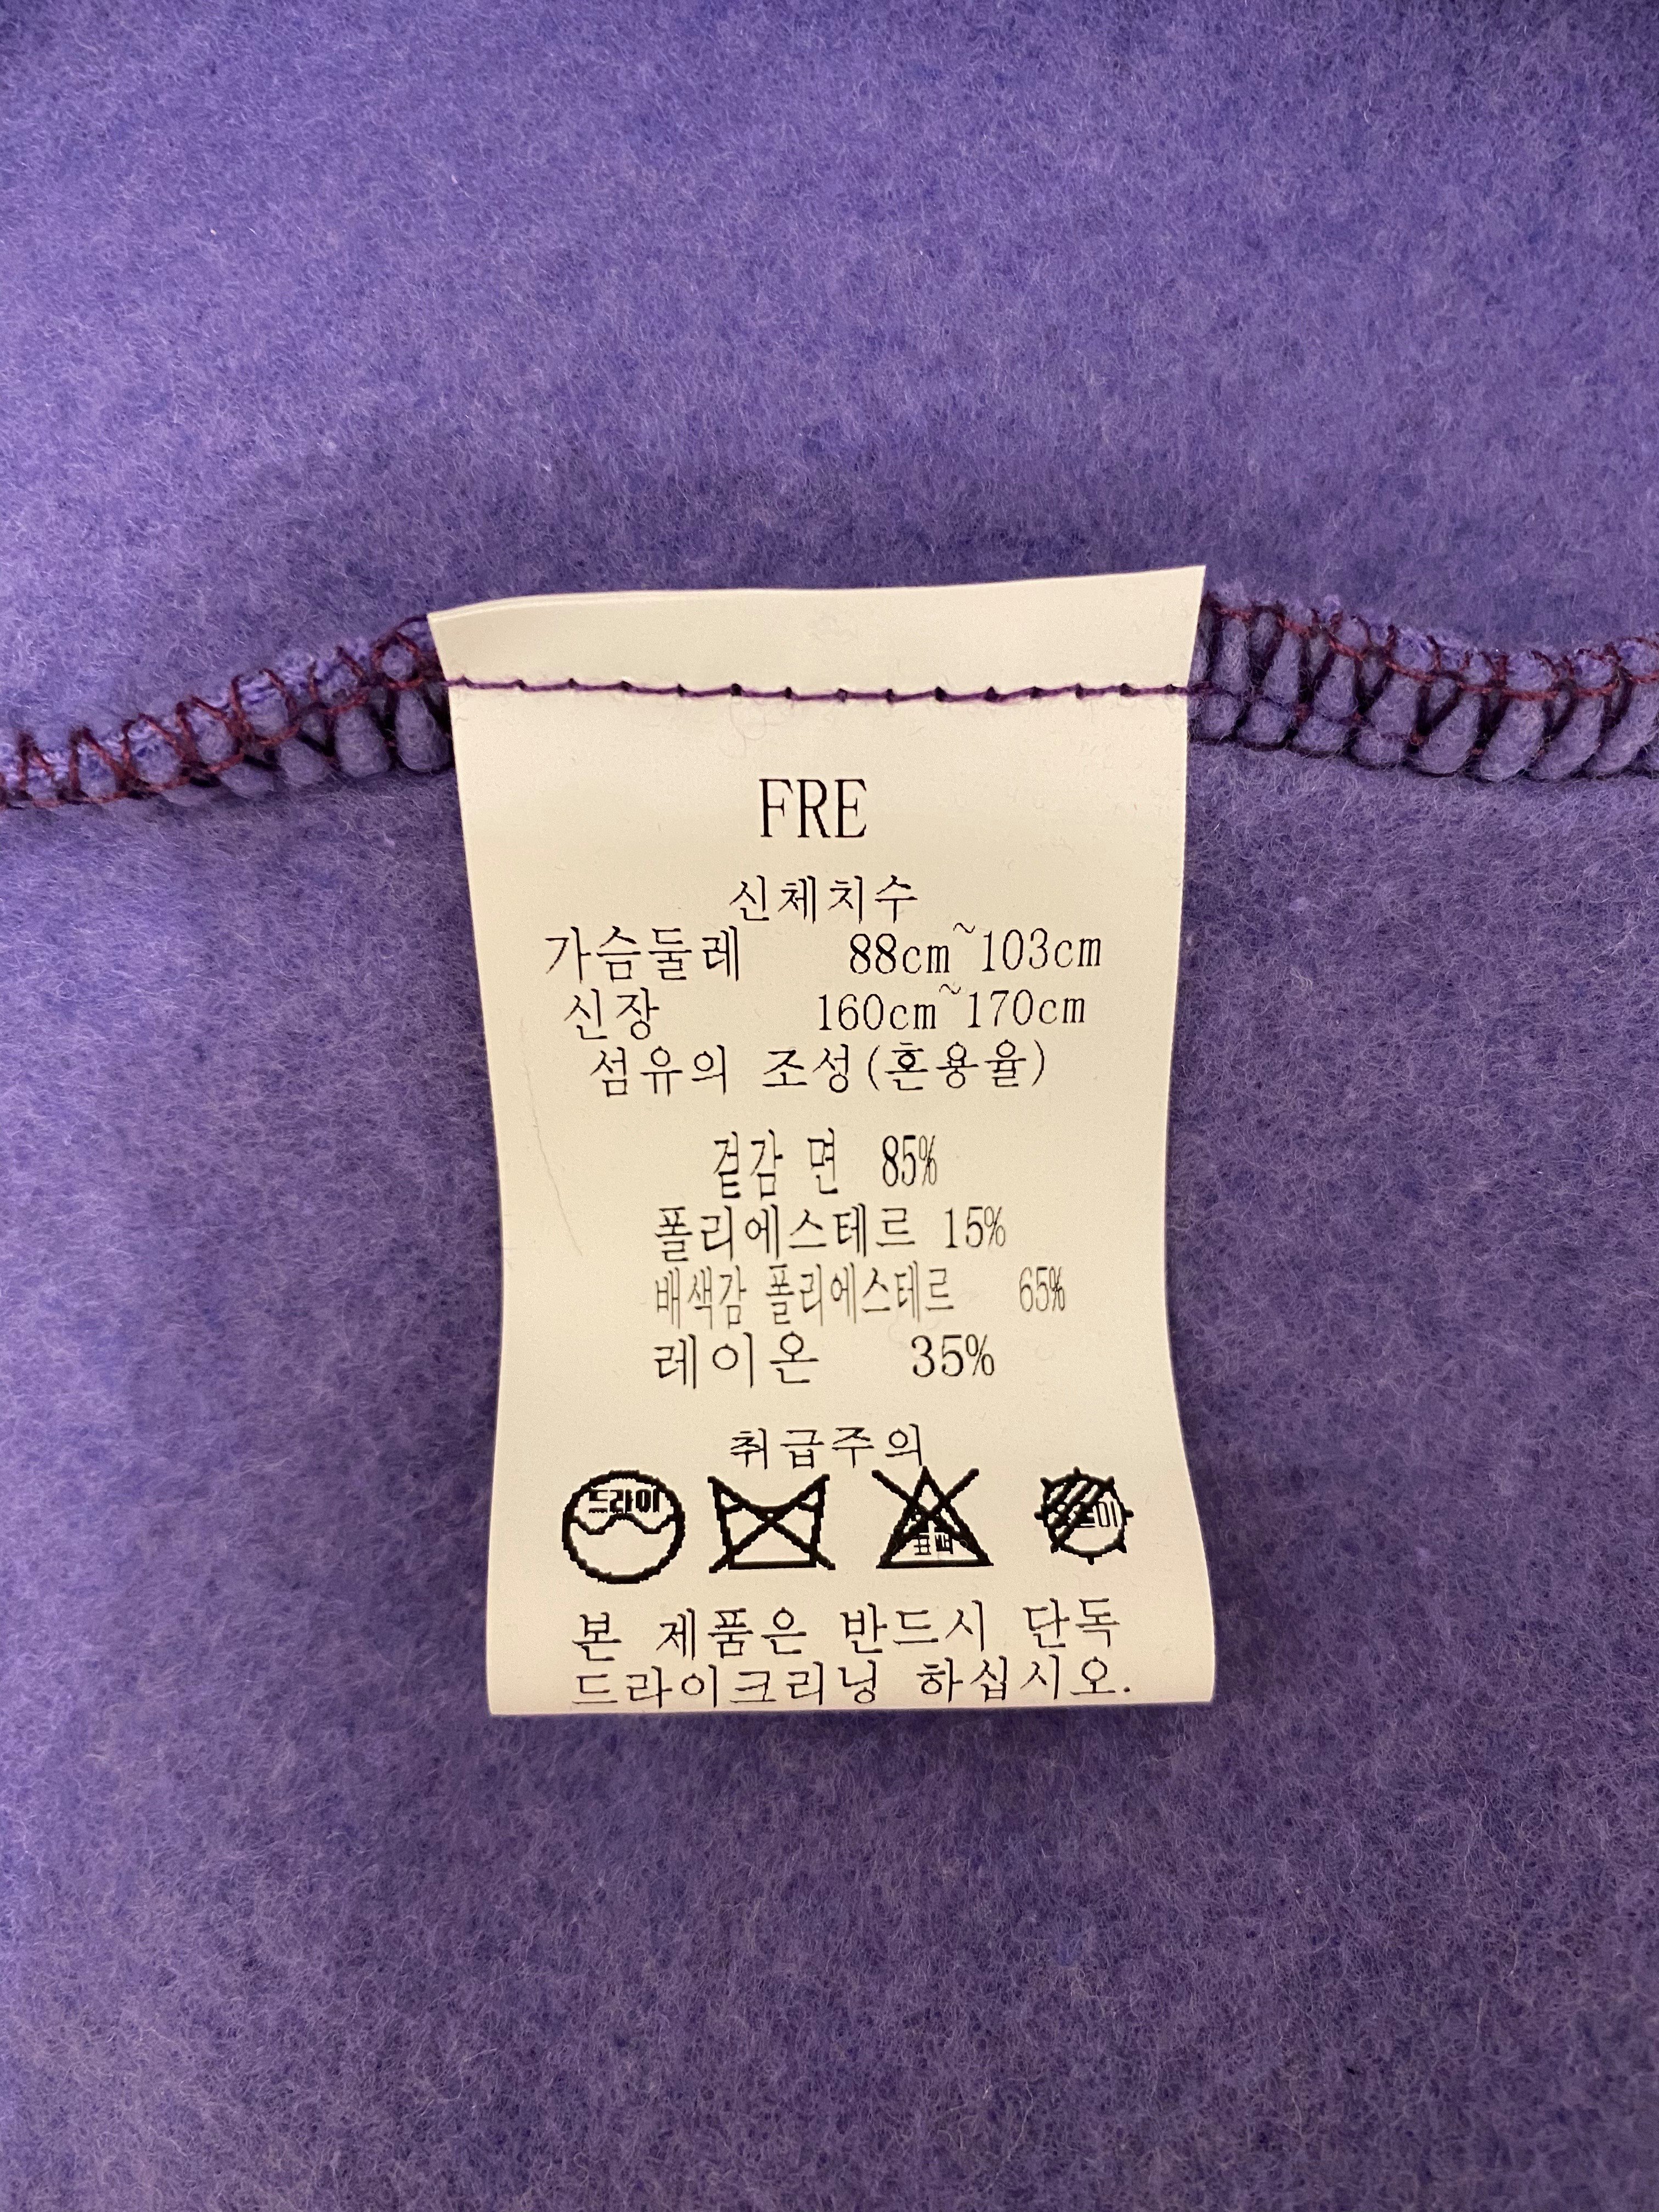 FRE
신체치수
가슴둘레 88cm~103cm
신장 160cm~170cm
섬유의 조성(혼용율)
겉감 면 85%
폴리에스테르 15%
배색감 폴리에스테르 65%
레이온 35%
취급주의
드라이
표백
본 제품은 반드시 단독
드라이크리닝 하십시오.